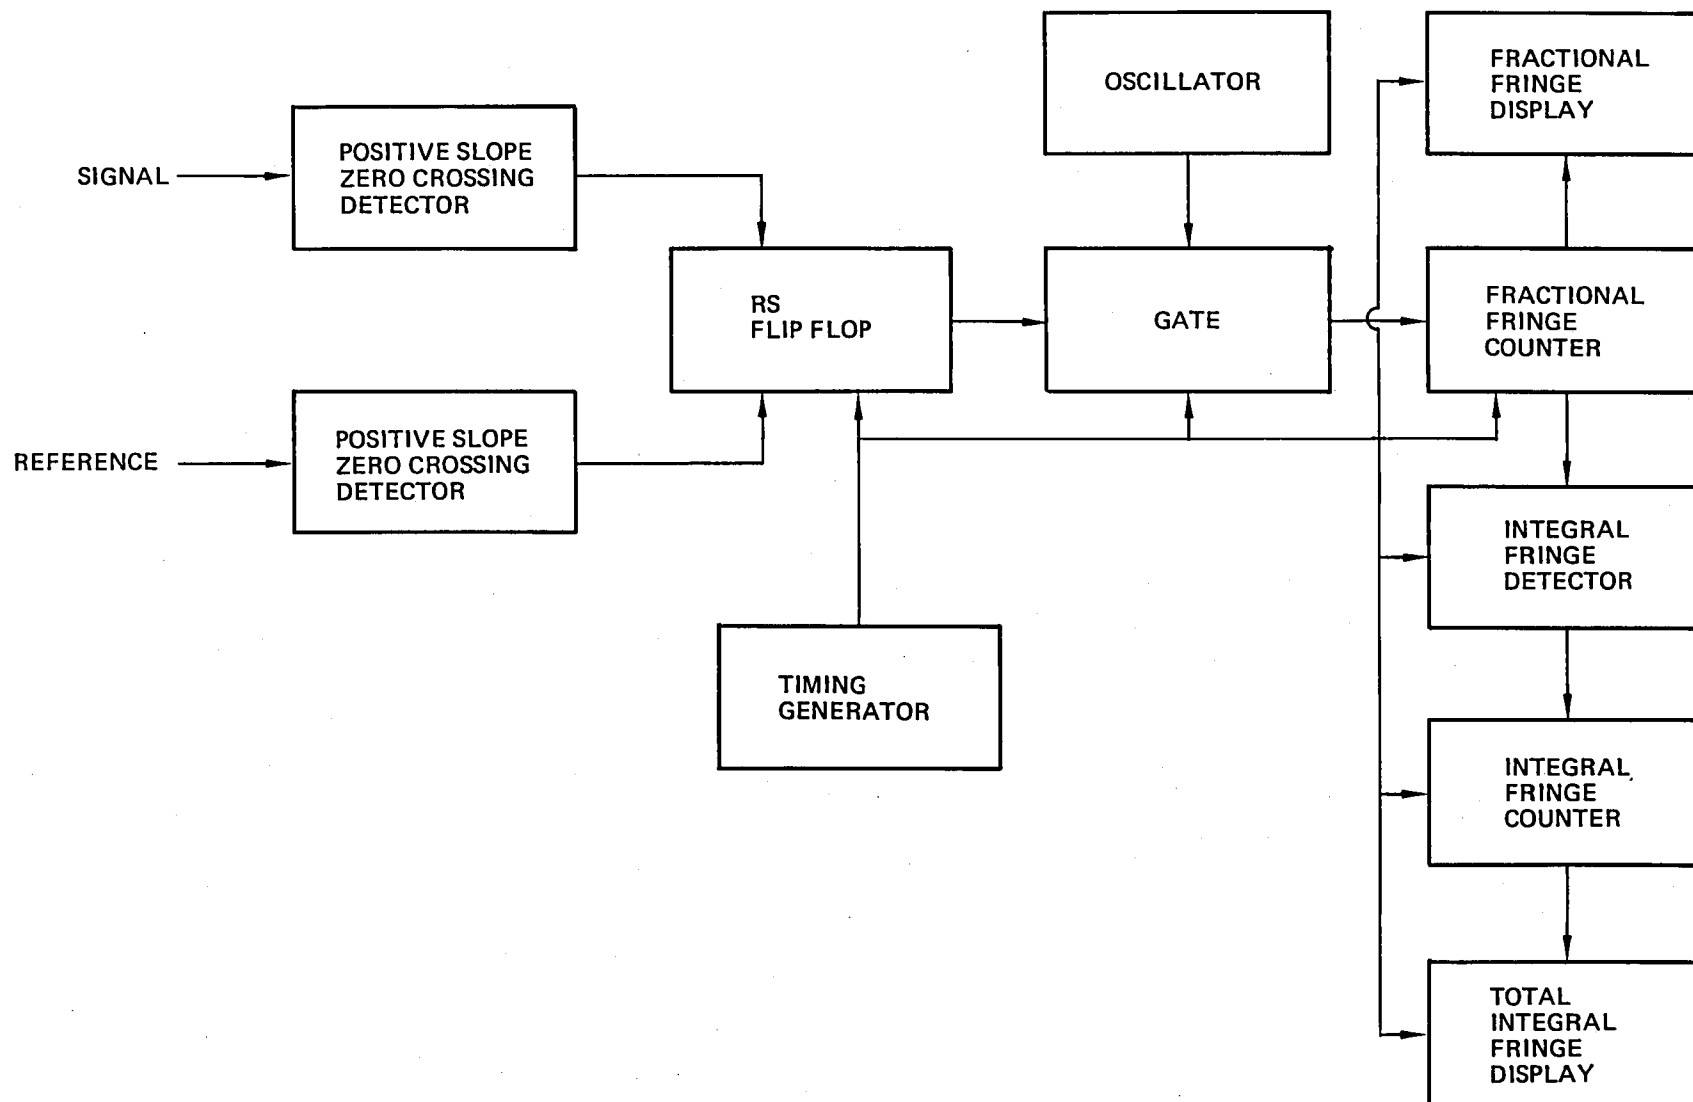 SIGNAL
POSITIVE SLOPE
ZERO CROSSING
DETECTOR
REFERENCE
POSITIVE SLOPE
ZERO CROSSING
DETECTOR
RS
FLIP FLOP
TIMING
GENERATOR
OSCILLATOR
GATE
FRACTIONAL
FRINGE
DISPLAY
FRACTIONAL
FRINGE
COUNTER
INTEGRAL
FRINGE
DETECTOR
INTEGRAL
FRINGE
COUNTER
TOTAL
INTEGRAL
FRINGE
DISPLAY